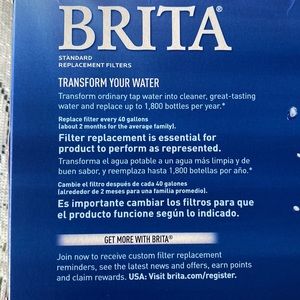 BRITA®
STANDARD
REPLACEMENT FILTERS
TRANSFORM YOUR WATER
Transform ordinary tap water into cleaner, great-tasting
water and replace up to 1,800 bottles per year.*
Replace filter every 40 gallons
(about 2 months for the average family).
Filter replacement is essential for
product to perform as represented.
Transforma el agua potable a un agua más limpia y de
buen sabor, y reemplaza hasta 1,800 botellas por año.*
Cambie el filtro después de cada 40 galones
(alrededor de 2 meses para una familia promedio).
Es importante cambiar los filtros para que
el producto funcione según lo indicado.
GET MORE WITH BRITA®
Join now to receive custom filter replacement
reminders, see the latest news and offers, earn points
and claim rewards. USA: Visit brita.com/register.